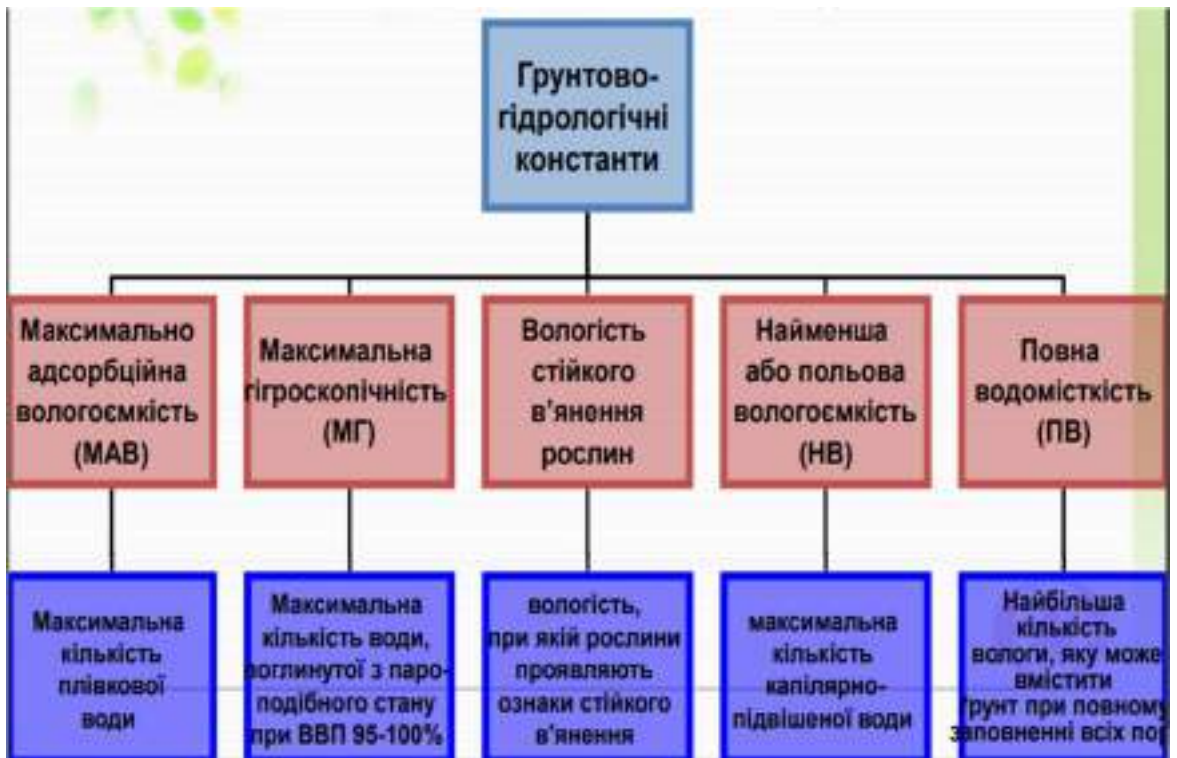 Грунтово-
гідрологічні
константи
Максимально
адсорбційна
вологоємкість
(МАВ)
Максимальна
гігроскопічність
(МГ)
Вологість
стійкого
в'янення
рослин
Найменша
або польова
вологоємкість
(НВ)
Повна
водомісткість
(ПВ)
Максимальна
кількість
плівкової
води
Максимальна
кількість води,
поглинутої з паро-
подібного стану
при ВВП 95-100%
вологість,
при якій рослини
проявляють
ознаки стійкого
в'янення
максимальна
кількість
капілярно-
підвішеної води
Найбільша
кількість
вологи, яку може
вмістити
ґрунт при повному
заповненні всіх пор